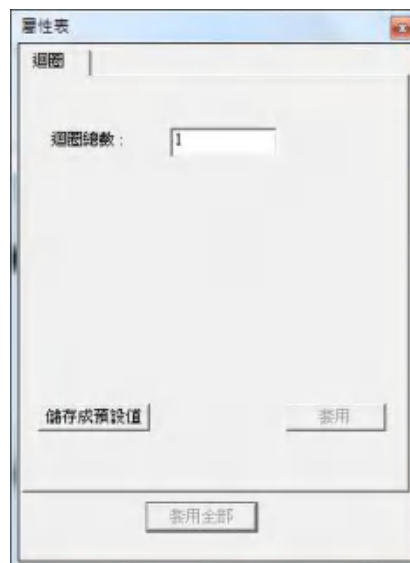 屬性表
迴圈
迴圈總數：
1
儲存成預設值
套用
套用全部